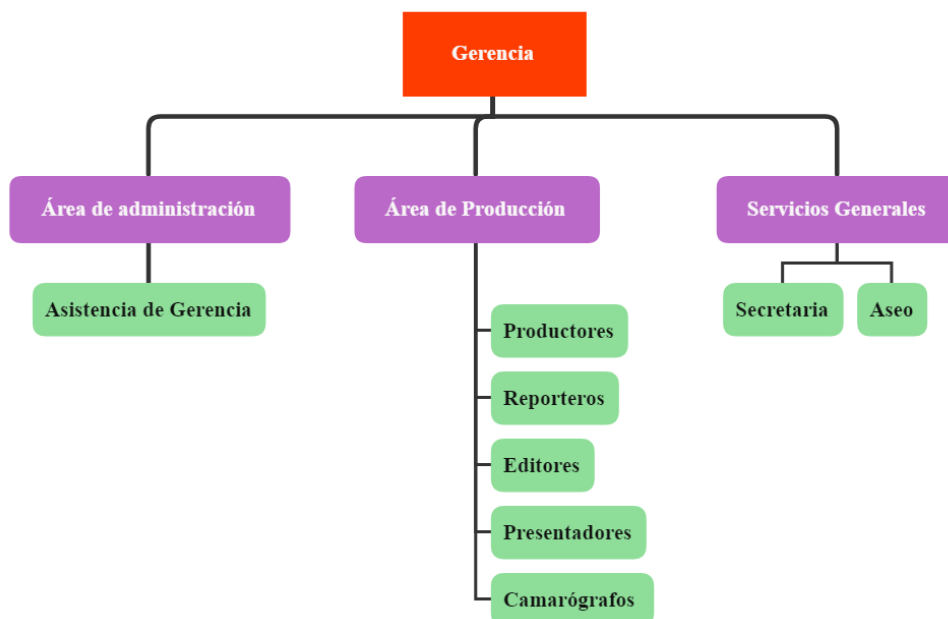 Gerencia
Área de administración
Área de Producción
Servicios Generales
Asistencia de Gerencia
Secretaria
Aseo
Productores
Reporteros
Editores
Presentadores
Camarógrafos